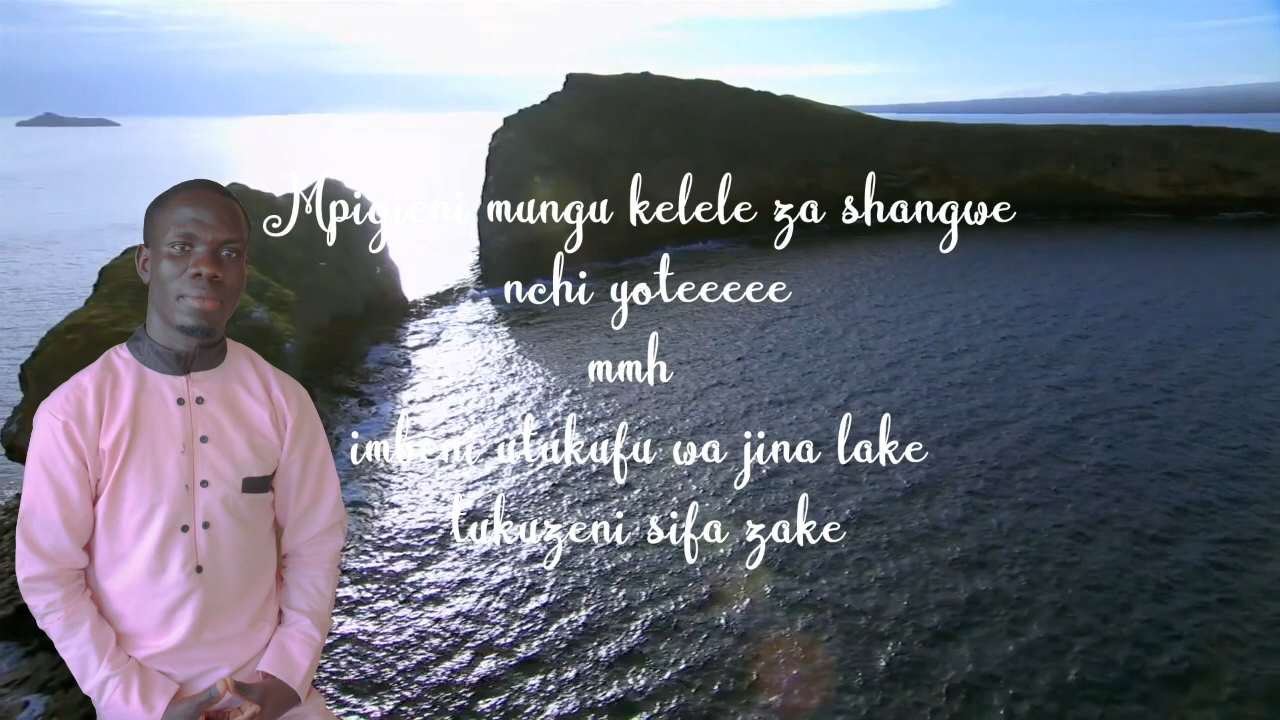 Mpigieni mungu kelele za shangwe
nchi yoteeeee
mmh
imbeni utukufu wa jina lake
tukuzeni sifa zake